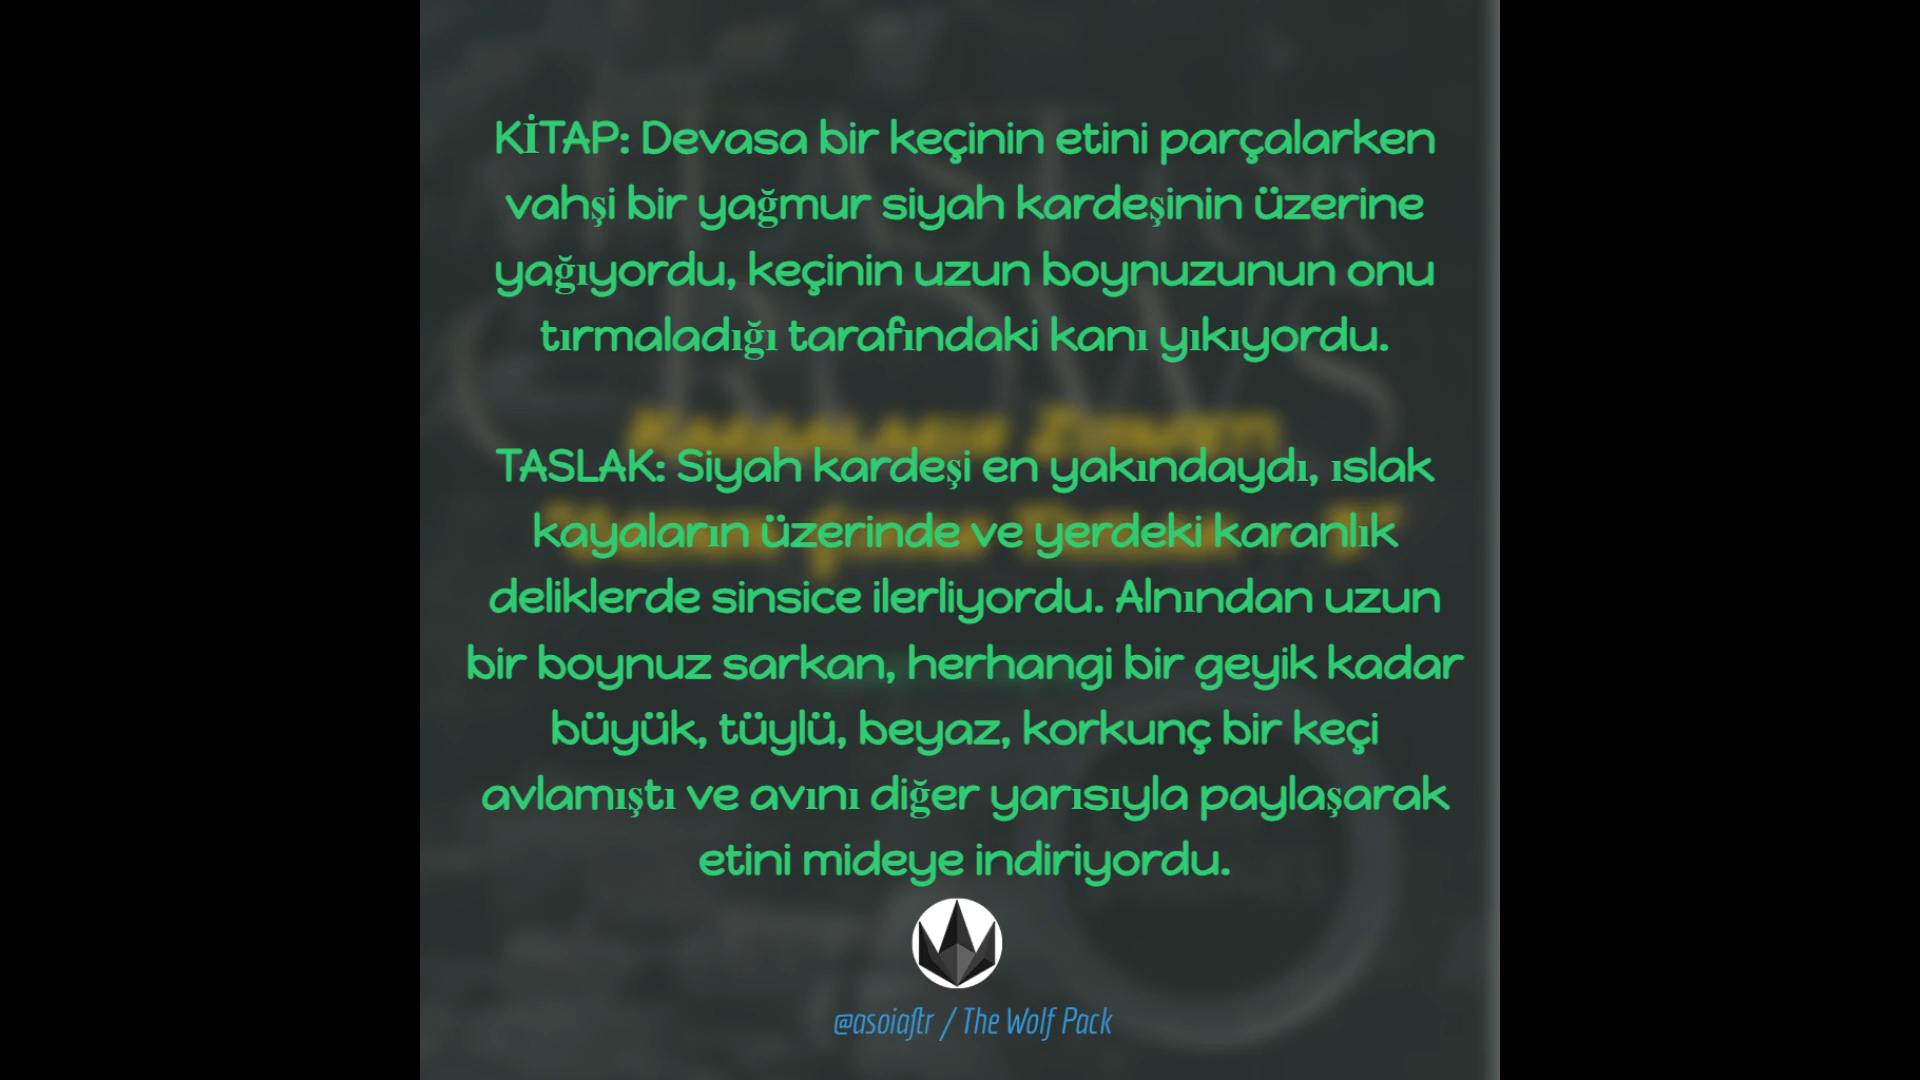 KİTAP: Devasa bir keçinin etini parçalarken
vahşi bir yağmur siyah kardeşinin üzerine
yağıyordu, keçinin uzun boynuzunun onu
tırmaladığı tarafındaki kanı yıkıyordu.
TASLAK: Siyah kardeşi en yakındaydı, ıslak
kayaların üzerinde ve yerdeki karanlık
deliklerde sinsice ilerliyordu. Alnından uzun
bir boynuz sarkan, herhangi bir geyik kadar
büyük, tüylü, beyaz, korkunç bir keçi
avlamıştı ve avını diğer yarısıyla paylaşarak
etini mideye indiriyordu.
@asoiaftr / The Wolf Pack